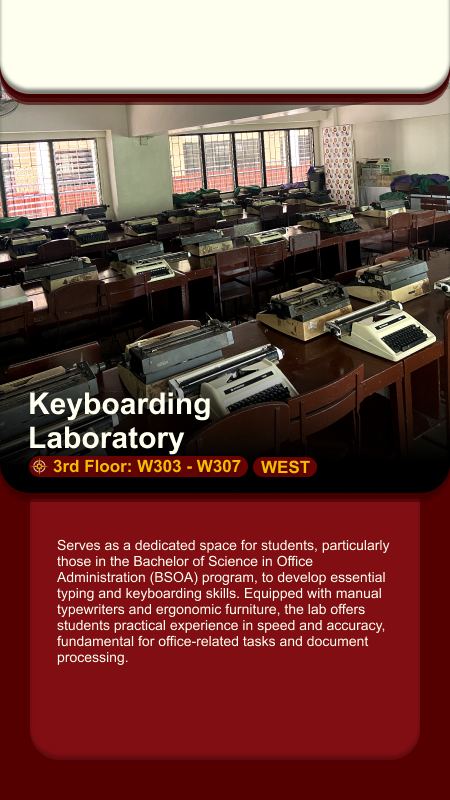 Keyboarding
Laboratory
3rd Floor: W303 - W307
WEST
Serves as a dedicated space for students, particularly
those in the Bachelor of Science in Office
Administration (BSOA) program, to develop essential
typing and keyboarding skills. Equipped with manual
typewriters and ergonomic furniture, the lab offers
students practical experience in speed and accuracy,
fundamental for office-related tasks and document
processing.